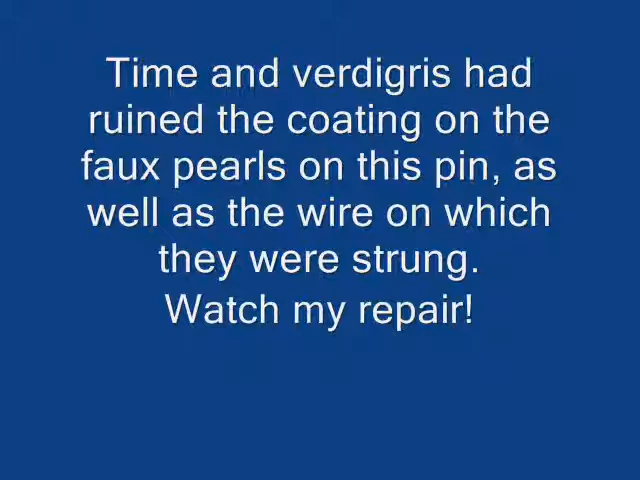 Time and verdigris had
ruined the coating on the
faux pearls on this pin, as
well as the wire on which
they were strung.
Watch my repair!